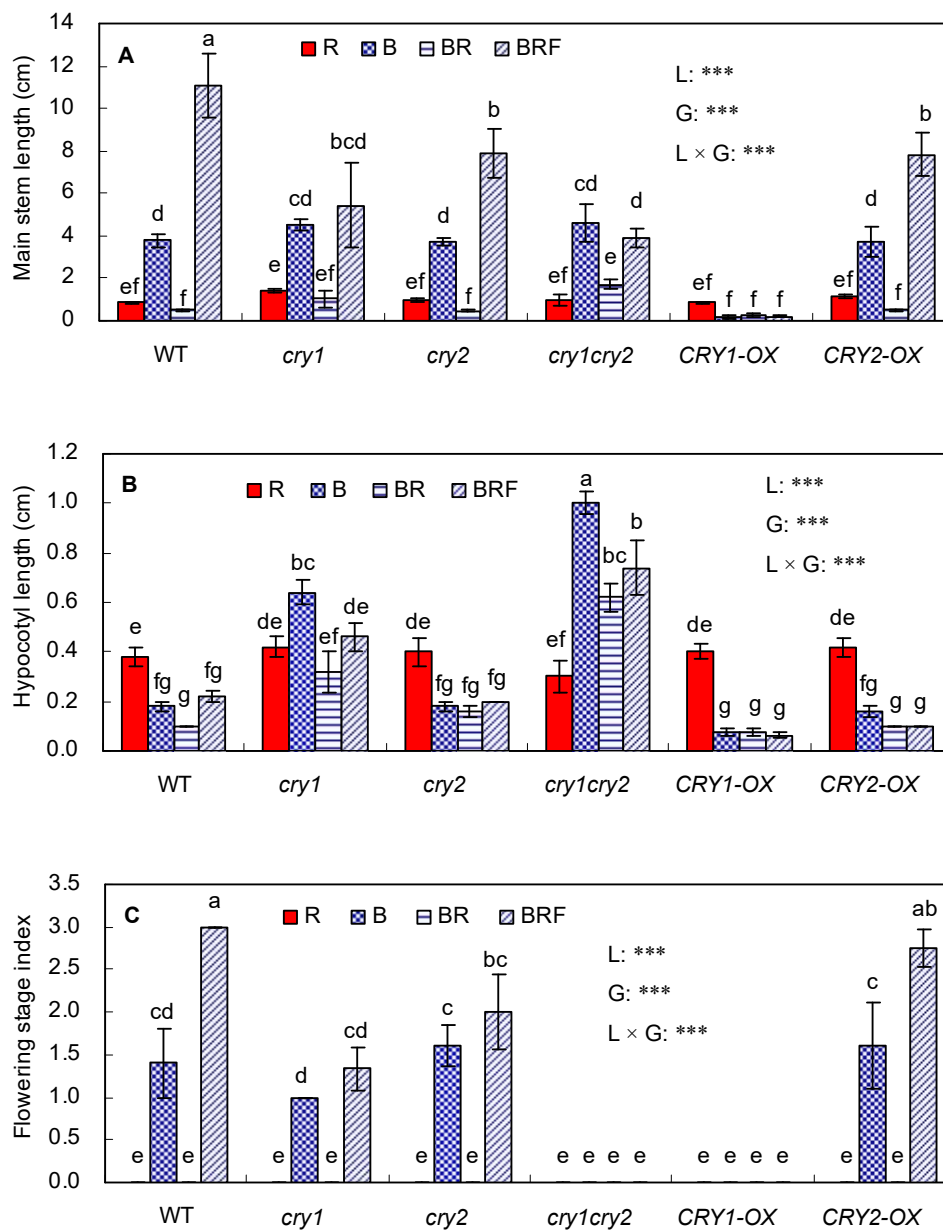 14
12
10
8
6
4
2
0
Main stem length (cm)
A
R B BR BRF
L: ***
G: ***
L × G: ***
ef d f a
e cd ef bcd
ef d f b
ef cd e d
ef f f f
ef d f b
WT cry1 cry2 cry1cry2 CRY1-OX CRY2-OX
1.2
1.0
0.8
0.6
0.4
0.2
0.0
Hypocotyl length (cm)
B
R B BR BRF
L: ***
G: ***
L × G: ***
e fg g fg
de bc ef de
de fg fg fg
ef a bc b
de g g g
de fg g g
WT cry1 cry2 cry1cry2 CRY1-OX CRY2-OX
3.5
3.0
2.5
2.0
1.5
1.0
0.5
0.0
Flowering stage index
C
R B BR BRF
L: ***
G: ***
L × G: ***
e cd e a
e d e cd
e c e bc
e e e e
e e e e
e c e ab
WT cry1 cry2 cry1cry2 CRY1-OX CRY2-OX